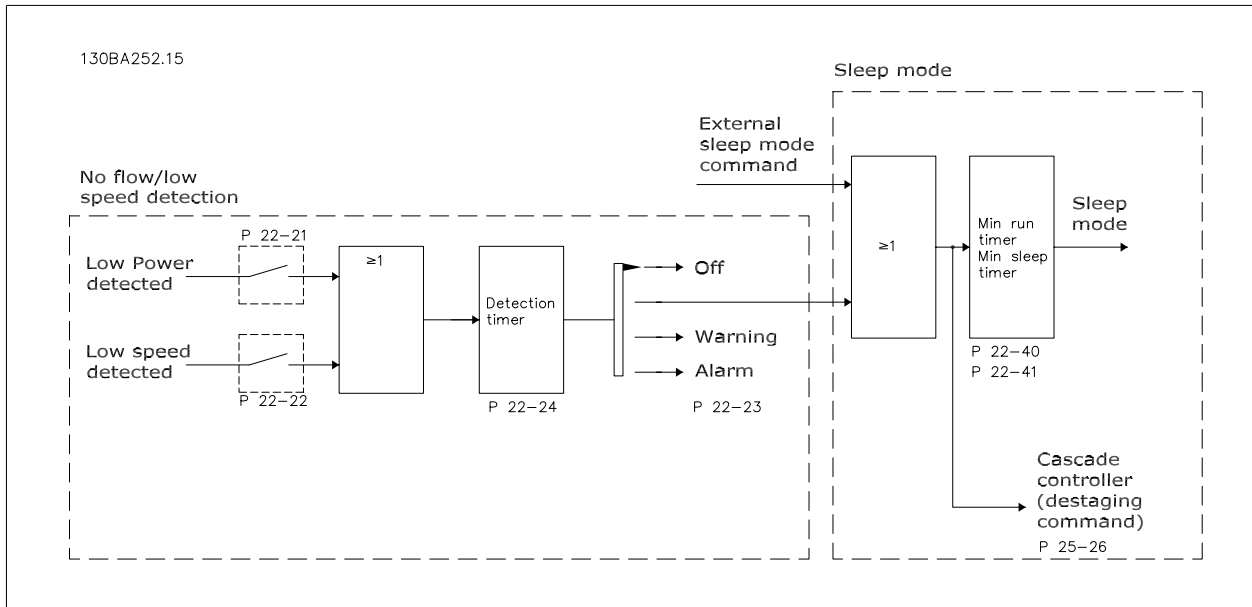 130BA252.15
Sleep mode
External
sleep mode
command
No flow/low
speed detection
P 22-21
Low Power
detected
≥1
Low speed
detected
P 22-22
Detection
timer
P 22-24
Off
Warning
Alarm
P 22-23
≥1
Min run
timer
Min sleep
timer
P 22-40
P 22-41
Sleep
mode
Cascade
controller
(destaging
command)
P 25-26